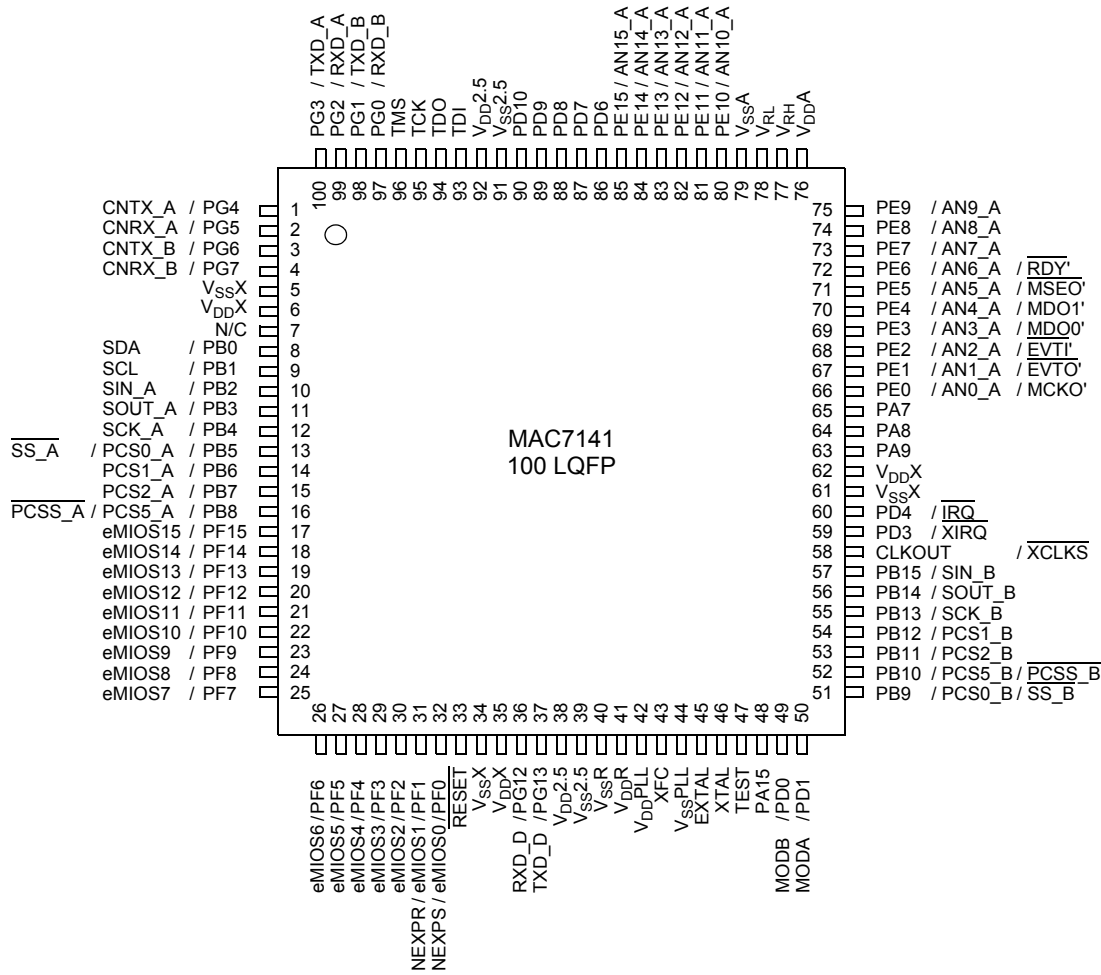 PG3 / TXD_A
PG2 / RXD_A
PG1 / TXD_B
PG0 / RXD_B
TMS
TCK
TDO
TDI
VDD2.5
VSS2.5
PD10
PD9
PD8
PD7
PD6
PE15 / AN15_A
PE14 / AN14_A
PE13 / AN13_A
PE12 / AN12_A
PE11 / AN11_A
PE10 / AN10_A
VSSA
VRL
VRH
VDDA
100 99 98 97 96 95 94 93 92 91 90 89 88 87 86 85 84 83 82 81 80 79 78 77 76
CNTX_A / PG4 1
CNRX_A / PG5 2
CNTX_B / PG6 3
CNRX_B / PG7 4
VSSX 5
VDDX 6
N/C 7
SDA / PB0 8
SCL / PB1 9
SIN_A / PB2 10
SOUT_A / PB3 11
SCK_A / PB4 12
SS_A / PCS0_A / PB5 13
PCS1_A / PB6 14
PCS2_A / PB7 15
PCSS_A / PCS5_A / PB8 16
eMIOS15 / PF15 17
eMIOS14 / PF14 18
eMIOS13 / PF13 19
eMIOS12 / PF12 20
eMIOS11 / PF11 21
eMIOS10 / PF10 22
eMIOS9 / PF9 23
eMIOS8 / PF8 24
eMIOS7 / PF7 25
MAC7141
100 LQFP
75 PE9 / AN9_A
74 PE8 / AN8_A
73 PE7 / AN7_A
72 PE6 / AN6_A / RDY'
71 PE5 / AN5_A / MSEO'
70 PE4 / AN4_A / MDO1'
69 PE3 / AN3_A / MDO0'
68 PE2 / AN2_A / EVTI'
67 PE1 / AN1_A / EVTO'
66 PE0 / AN0_A / MCKO'
65 PA7
64 PA8
63 PA9
62 VDDX
61 VSSX
60 PD4 / IRQ
59 PD3 / XIRQ
58 CLKOUT / XCLKS
57 PB15 / SIN_B
56 PB14 / SOUT_B
55 PB13 / SCK_B
54 PB12 / PCS1_B
53 PB11 / PCS2_B
52 PB10 / PCS5_B / PCSS_B
51 PB9 / PCS0_B / SS_B
26 27 28 29 30 31 32 33 34 35 36 37 38 39 40 41 42 43 44 45 46 47 48 49 50
eMIOS6 / PF6
eMIOS5 / PF5
eMIOS4 / PF4
eMIOS3 / PF3
eMIOS2 / PF2
NEXPR / eMIOS1 / PF1
NEXPS / eMIOS0 / PF0
RESET
VSSX
VDDX
RXD_D / PG12
TXD_D / PG13
VDD2.5
VSS2.5
VSSR
VDDR
VDDPLL
XFC
VSSPLL
EXTAL
XTAL
TEST
PA15
MODB / PD0
MODA / PD1